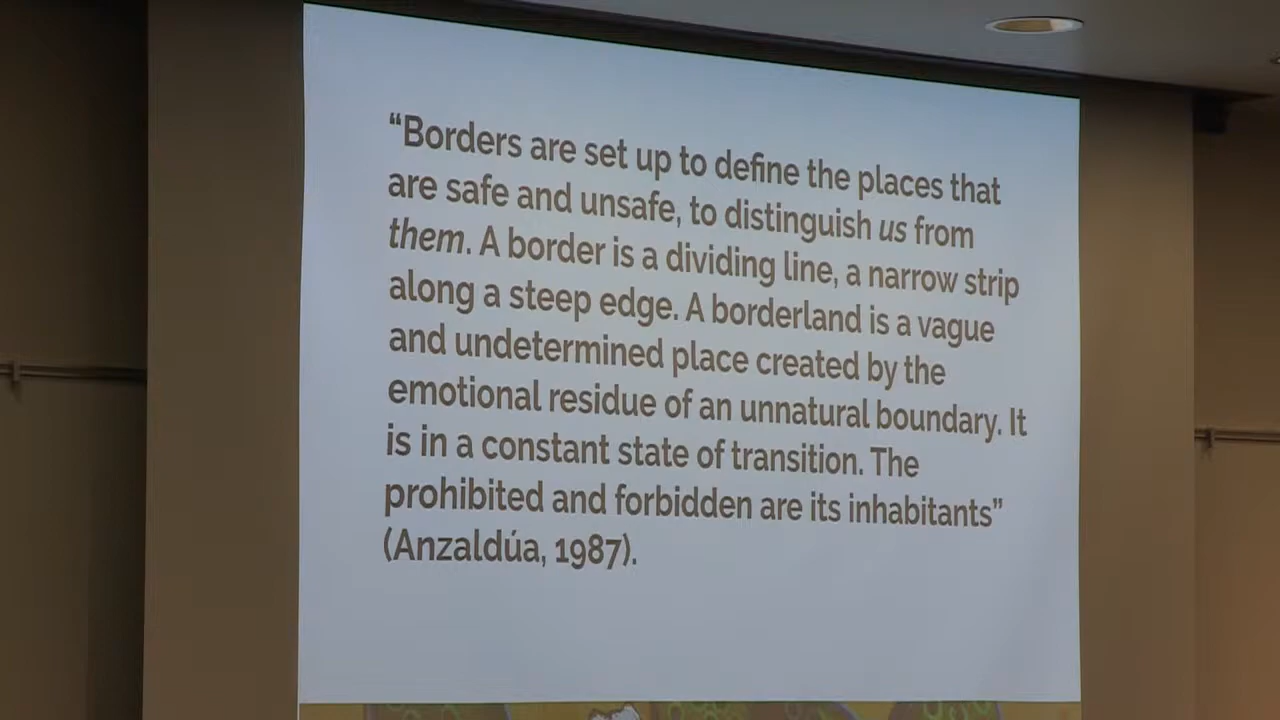 “Borders are set up to define the places that
are safe and unsafe, to distinguish us from
them. A border is a dividing line, a narrow strip
along a steep edge. A borderland is a vague
and undetermined place created by the
emotional residue of an unnatural boundary. It
is in a constant state of transition. The
prohibited and forbidden are its inhabitants”
(Anzaldúa, 1987).